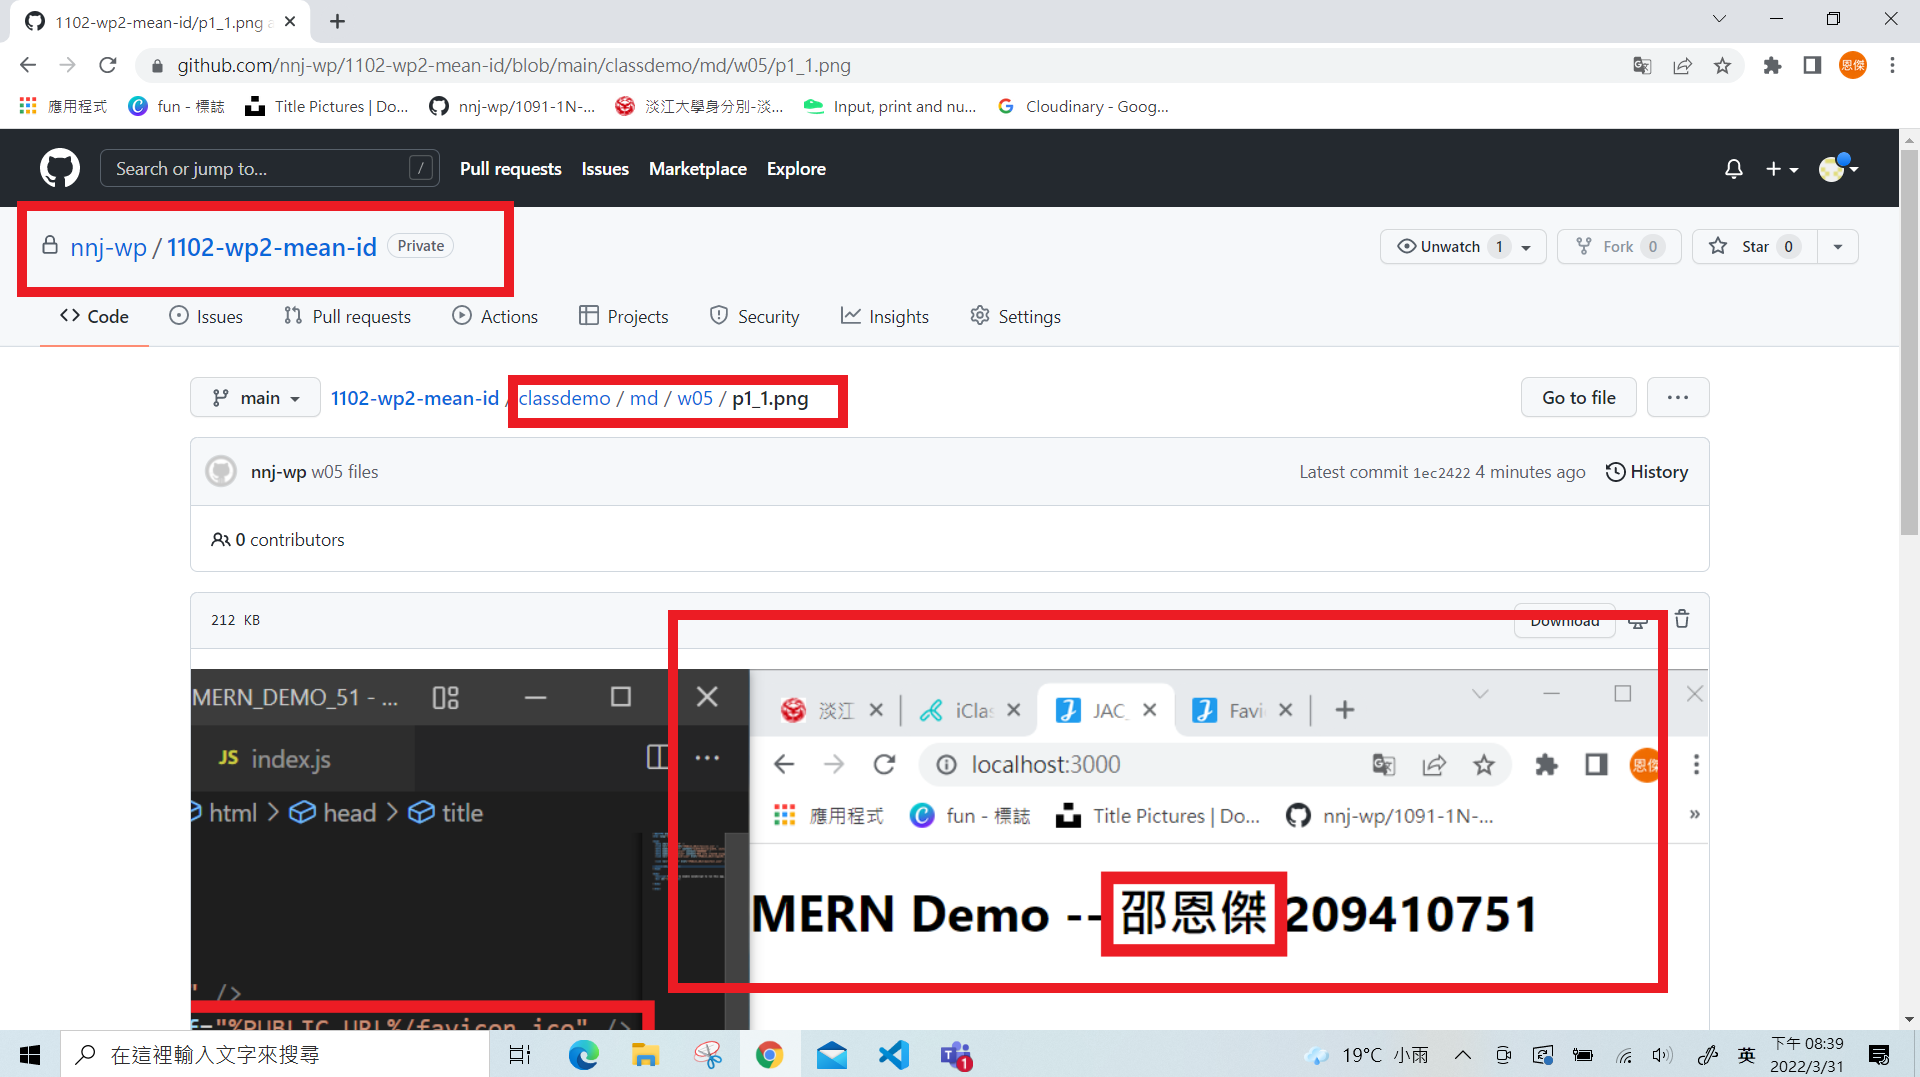 1102-wp2-mean-id/p1_1.png a
github.com/nnj-wp/1102-wp2-mean-id/blob/main/classdemo/md/w05/p1_1.png
恩傑
應用程式 fun - 標誌 Title Pictures | Do... nnj-wp/1091-1N-... 淡江大學身分別-淡... Input, print and nu... Cloudinary - Goog...
Search or jump to... / Pull requests Issues Marketplace Explore
nnj-wp / 1102-wp2-mean-id Private Unwatch 1 Fork 0 Star 0
Code Issues Pull requests Actions Projects Security Insights Settings
main 1102-wp2-mean-id / classdemo / md / w05 / p1_1.png Go to file ...
nnj-wp w05 files Latest commit 1ec2422 4 minutes ago History
0 contributors
212 KB Download
MERN_DEMO_51 - ... 淡江 iClas JAC_ Favi
JS index.js ... localhost:3000 恩傑
html > head > title 應用程式 fun - 標誌 Title Pictures | Do... nnj-wp/1091-1N-... »
MERN Demo -- 邵恩傑 209410751
" />
f="%PUBLIC_URL%/favicon.ico" />
在這裡輸入文字來搜尋 1 19°C 小雨 英 下午 08:39
2022/3/31